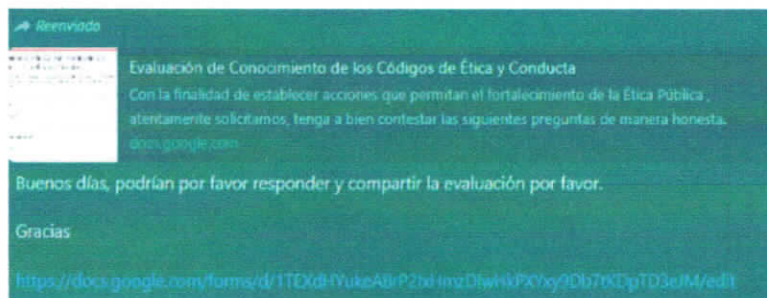 Reenviado
Evaluación de Conocimiento de los Códigos de Ética y Conducta
Con la finalidad de establecer acciones que permitan el fortalecimiento de la Ética Pública ,
atentamente solicitamos, tenga a bien contestar las siguientes preguntas de manera honesta.
docs.google.com
Buenos días, podrían por favor responder y compartir la evaluación por favor.
Gracias